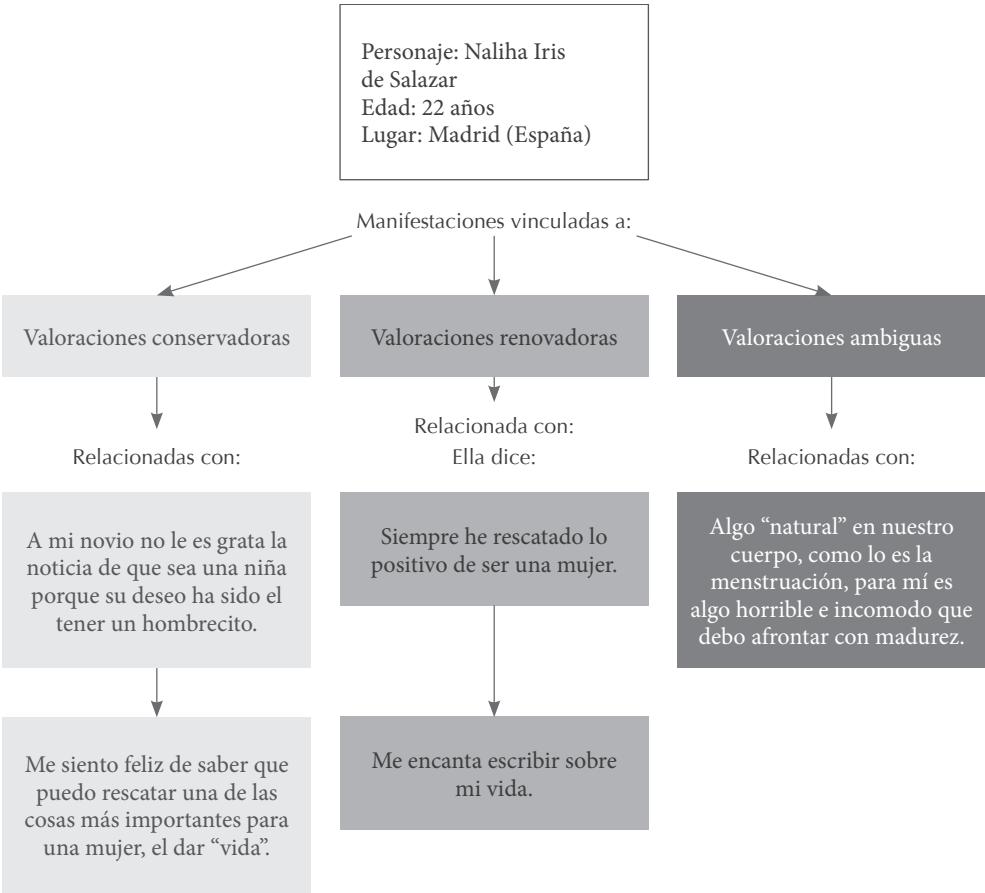 Personaje: Naliha Iris
de Salazar
Edad: 22 años
Lugar: Madrid (España)
Manifestaciones vinculadas a:
Valoraciones conservadoras
Valoraciones renovadoras
Valoraciones ambiguas
Relacionadas con:
Relacionada con:
Ella dice:
Relacionadas con:
A mi novio no le es grata la
noticia de que sea una niña
porque su deseo ha sido el
tener un hombrecito.
Siempre he rescatado lo
positivo de ser una mujer.
Algo “natural” en nuestro
cuerpo, como lo es la
menstruación, para mí es
algo horrible e incomodo que
debo afrontar con madurez.
Me siento feliz de saber que
puedo rescatar una de las
cosas más importantes para
una mujer, el dar “vida”.
Me encanta escribir sobre
mi vida.